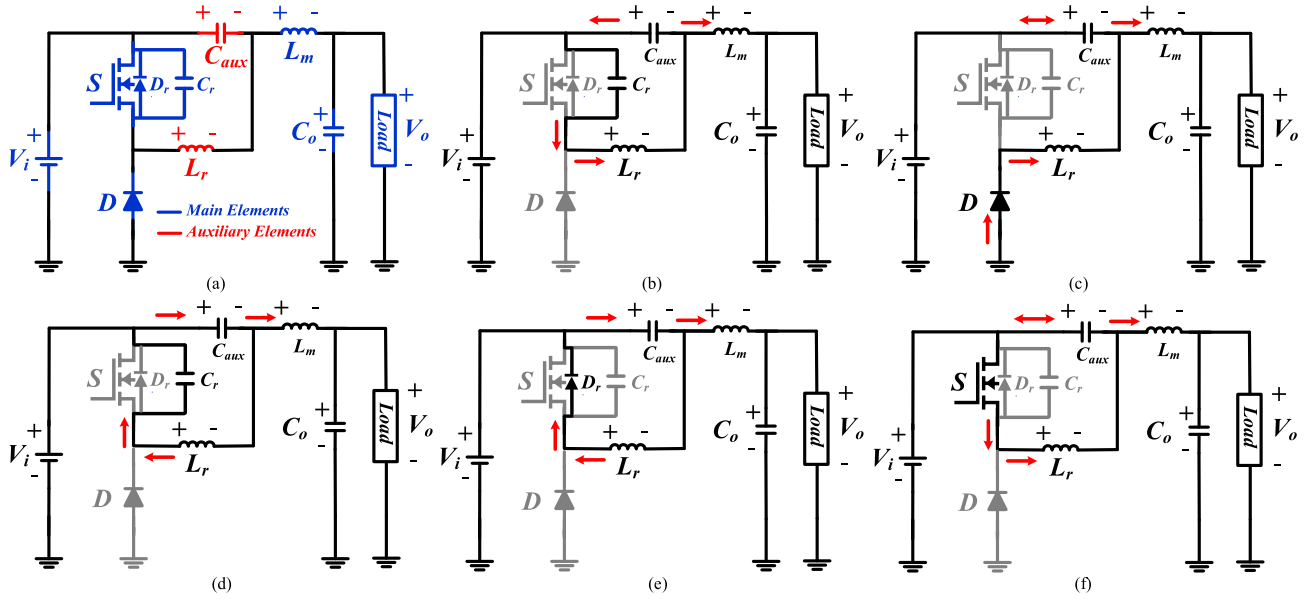 + - + -
C_aux L_m
S D_r C_r
+ - C_o + - Load + - V_o
V_i + - L_r
D
Main Elements
Auxiliary Elements
(a)
+ - + -
C_aux L_m
S D_r C_r
+ - C_o + - Load + - V_o
V_i + - L_r
D
(b)
+ - + -
C_aux L_m
S D_r C_r
+ - C_o + - Load + - V_o
V_i + - L_r
D
(c)
+ - + -
C_aux L_m
S D_r C_r
+ - C_o + - Load + - V_o
V_i + - L_r
D
(d)
+ - + -
C_aux L_m
S D_r C_r
+ - C_o + - Load + - V_o
V_i + - L_r
D
(e)
+ - + -
C_aux L_m
S D_r C_r
+ - C_o + - Load + - V_o
V_i + - L_r
D
(f)